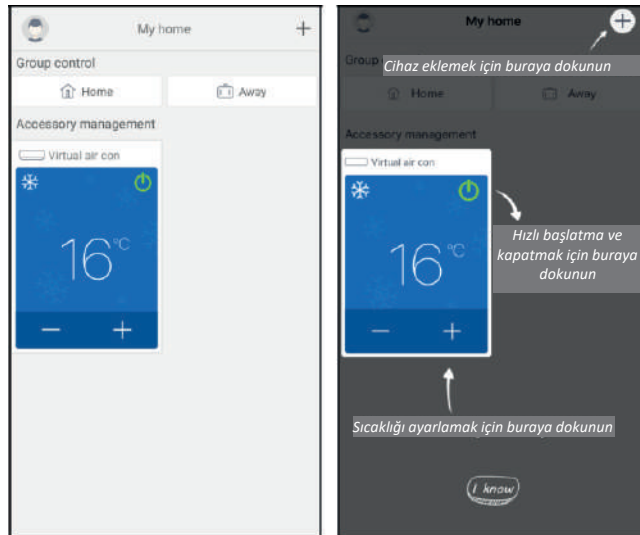 My home
+
Group control
Home
Away
Accessory management
Virtual air con
16°C
− +
My home
+
Cihaz eklemek için buraya dokunun
Group
Home
Away
Accessory management
Virtual air con
16°C
Hızlı başlatma ve
kapatmak için buraya
dokunun
− +
Sıcaklığı ayarlamak için buraya dokunun
I know